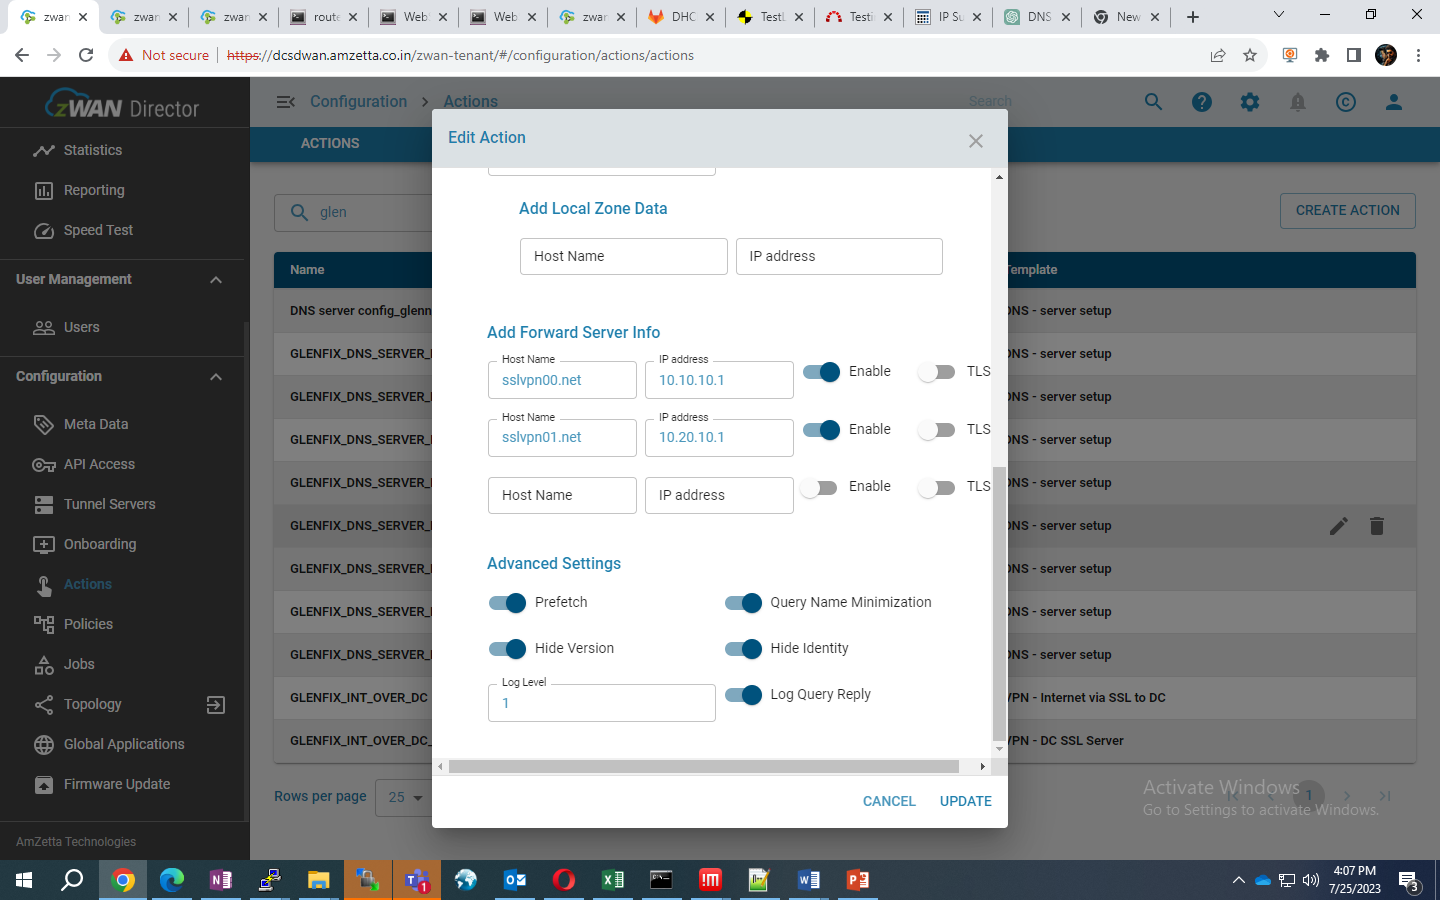 zwan
zwan
zwan
route
Web
Web
zwan
DHC
Test
Testi
IP Su
DNS
New
Not secure
https://dcsdwan.amzetta.co.in/zwan-tenant/#/configuration/actions/actions
zWAN Director
Configuration > Actions
Search
ACTIONS
Statistics
Reporting
Speed Test
User Management
Users
Configuration
Meta Data
API Access
Tunnel Servers
Onboarding
Actions
Policies
Jobs
Topology
Global Applications
Firmware Update
AmZetta Technologies
glen
CREATE ACTION
Name
Template
DNS server config_glenn
DNS - server setup
GLENFIX_DNS_SERVER_
DNS - server setup
GLENFIX_DNS_SERVER_
DNS - server setup
GLENFIX_DNS_SERVER_
DNS - server setup
GLENFIX_DNS_SERVER_
DNS - server setup
GLENFIX_DNS_SERVER_
DNS - server setup
GLENFIX_DNS_SERVER_
DNS - server setup
GLENFIX_DNS_SERVER_
DNS - server setup
GLENFIX_DNS_SERVER_
DNS - server setup
GLENFIX_INT_OVER_DC
VPN - Internet via SSL to DC
GLENFIX_INT_OVER_DC_
VPN - DC SSL Server
Rows per page
25
1
Edit Action
Add Local Zone Data
Host Name
IP address
Add Forward Server Info
Host Name
sslvpn00.net
IP address
10.10.10.1
Enable
TLS
Host Name
sslvpn01.net
IP address
10.20.10.1
Enable
TLS
Host Name
IP address
Enable
TLS
Advanced Settings
Prefetch
Query Name Minimization
Hide Version
Hide Identity
Log Level
1
Log Query Reply
CANCEL
UPDATE
Activate Windows
Go to Settings to activate Windows.
1
4:07 PM
7/25/2023
3